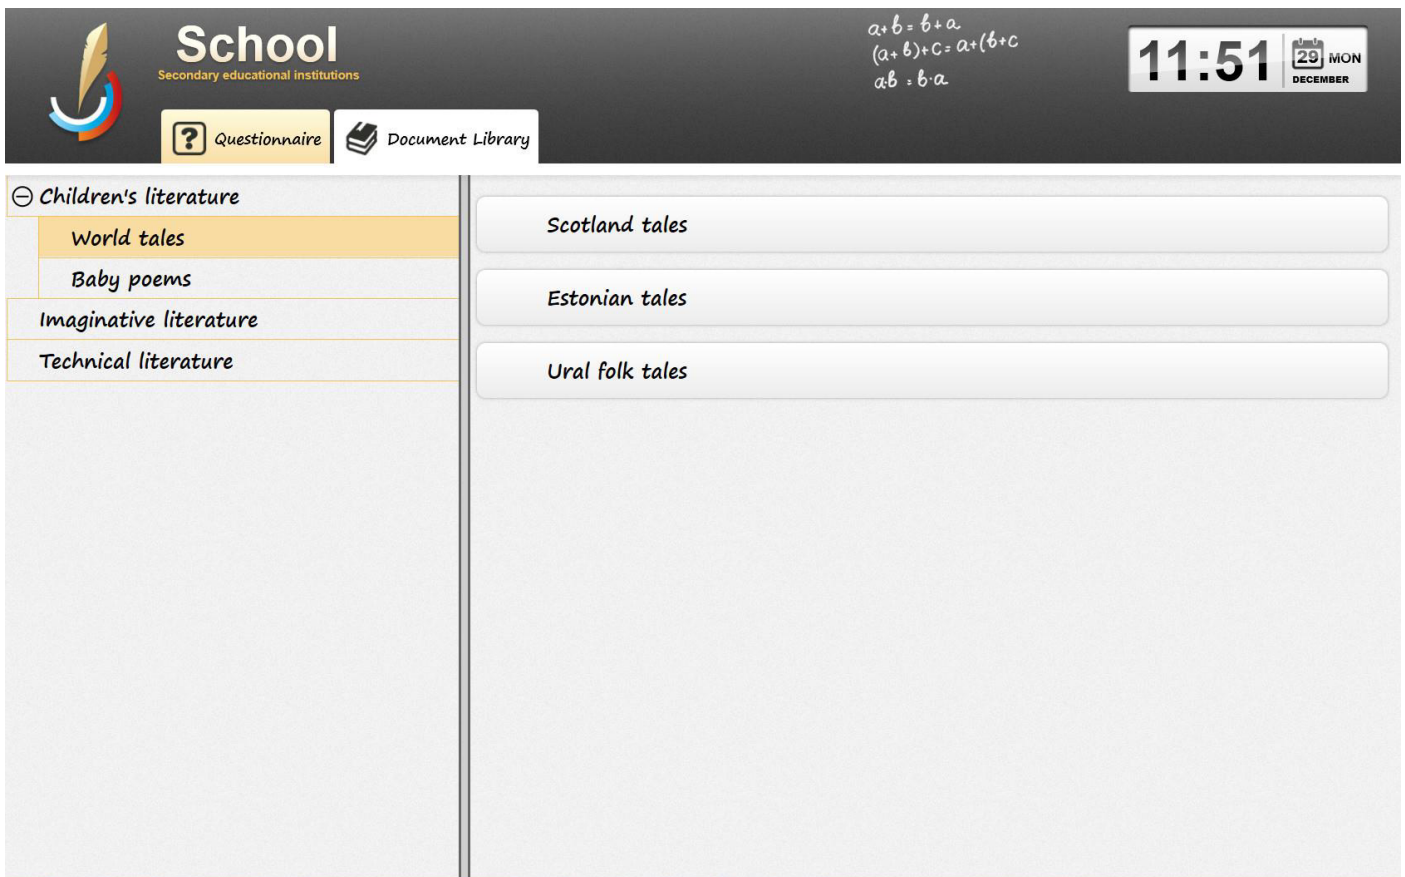 School
Secondary educational institutions
a+b=b+a
(a+b)+c=a+(b+c
a·b=b·a
11:51
29 MON
DECEMBER
Questionnaire
Document Library
Children's literature
World tales
Baby poems
Imaginative literature
Technical literature
Scotland tales
Estonian tales
Ural folk tales